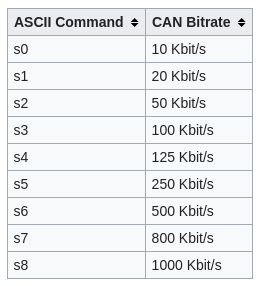 ASCII Command CAN Bitrate
s0 10 Kbit/s
s1 20 Kbit/s
s2 50 Kbit/s
s3 100 Kbit/s
s4 125 Kbit/s
s5 250 Kbit/s
s6 500 Kbit/s
s7 800 Kbit/s
s8 1000 Kbit/s